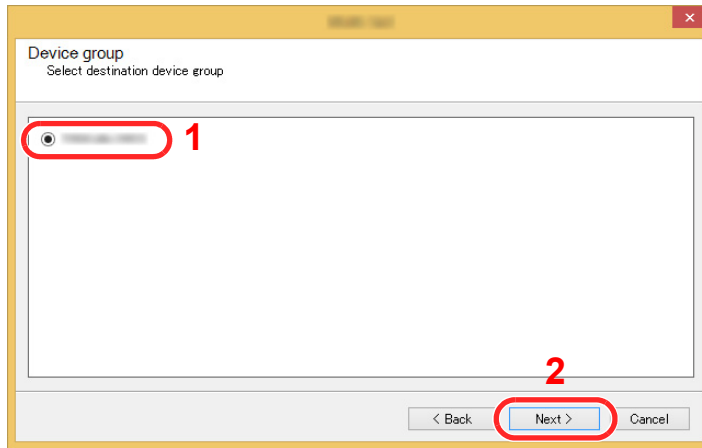 Device group
Select destination device group
1
2
< Back
Next >
Cancel